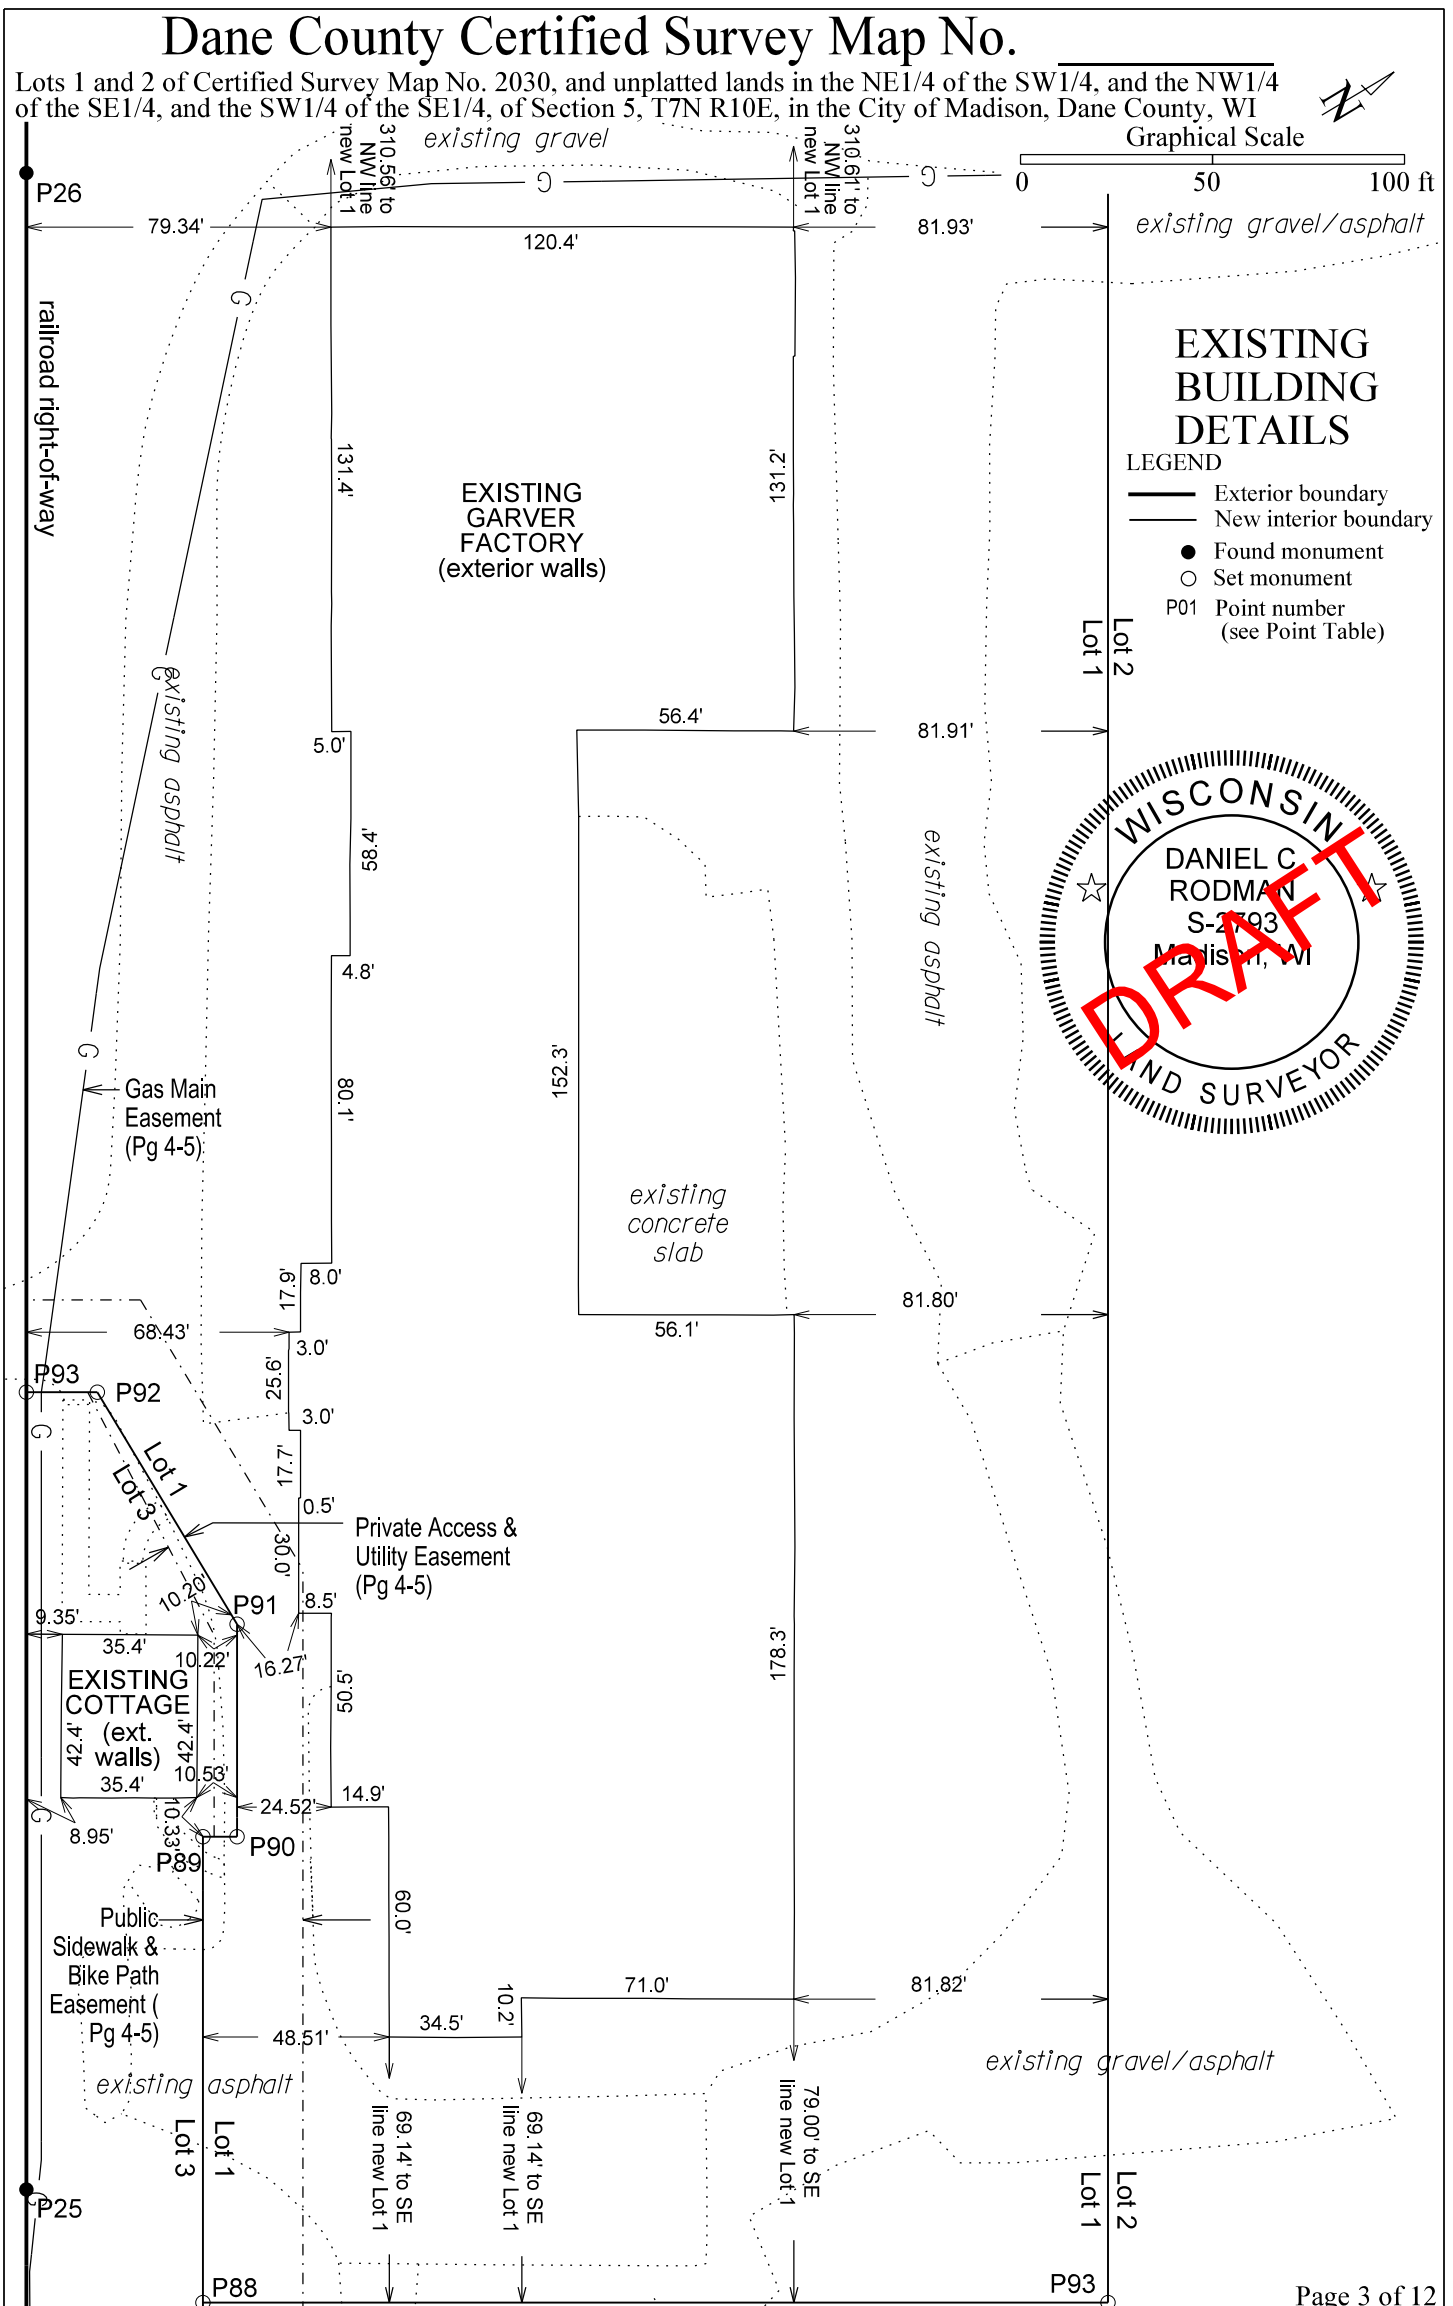 Dane County Certified Survey Map No.
Lots 1 and 2 of Certified Survey Map No. 2030, and unplatted lands in the NE1/4 of the SW1/4, and the NW1/4
of the SE1/4, and the SW1/4 of the SE1/4, of Section 5, T7N R10E, in the City of Madison, Dane County, WI
N
Graphical Scale
0 50 100 ft
existing gravel
310.56' to
NW line
new Lot 1
310.61' to
NW line
new Lot 1
P26
G
G
existing gravel/asphalt
79.34'
120.4'
81.93'
G
railroad right-of-way
EXISTING
BUILDING
DETAILS
LEGEND
Exterior boundary
New interior boundary
Found monument
Set monument
P01 Point number
(see Point Table)
131.4'
131.2'
EXISTING
GARVER
FACTORY
(exterior walls)
Lot 2
Lot 1
G
existing asphalt
5.0'
56.4'
81.91'
58.4'
existing asphalt
WISCONSIN
DANIEL C
RODMAN
S-2793
Madison, WI
LAND SURVEYOR
DRAFT
4.8'
G
Gas Main
Easement
(Pg 4-5)
80.1'
152.3'
existing
concrete
slab
17.9'
8.0'
68.43'
3.0'
56.1'
81.80'
P93
P92
25.6'
3.0'
G
Lot 1
Lot 3
17.7'
0.5'
30.0'
Private Access &
Utility Easement
(Pg 4-5)
10.20'
P91
8.5'
9.35'
35.4'
10.22'
16.27'
178.3'
EXISTING
COTTAGE
(ext.
walls)
42.4'
42.4'
50.5'
10.53'
35.4'
24.52'
14.9'
G
8.95'
10.33'
P89
P90
60.0'
Public
Sidewalk &
Bike Path
Easement (
Pg 4-5)
10.2'
71.0'
81.82'
48.51'
34.5'
existing gravel/asphalt
existing asphalt
Lot 1
Lot 3
69.14' to SE
line new Lot 1
69.14' to SE
line new Lot 1
79.00' to SE
line new Lot 1
Lot 2
Lot 1
P25
G
P88
P93
Page 3 of 12